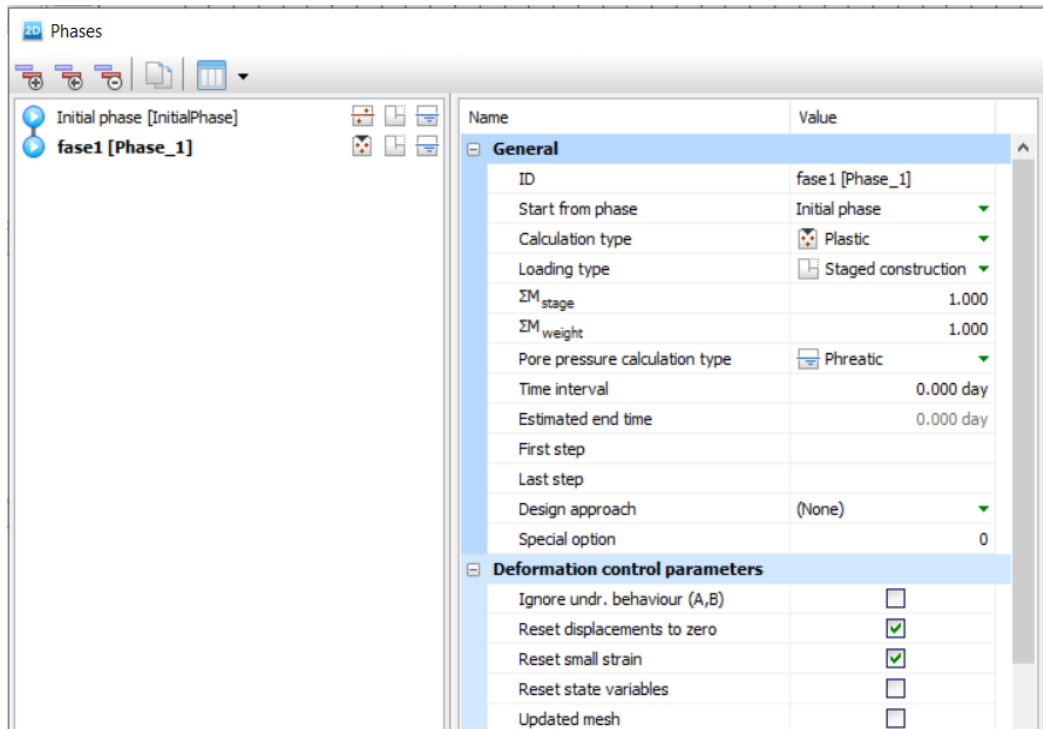 2D Phases
Initial phase [InitialPhase]
fase1 [Phase_1]
Name Value
General
ID fase1 [Phase_1]
Start from phase Initial phase
Calculation type Plastic
Loading type Staged construction
ΣMstage 1.000
ΣMweight 1.000
Pore pressure calculation type Phreatic
Time interval 0.000 day
Estimated end time 0.000 day
First step
Last step
Design approach (None)
Special option 0
Deformation control parameters
Ignore undr. behaviour (A,B)
Reset displacements to zero
Reset small strain
Reset state variables
Updated mesh